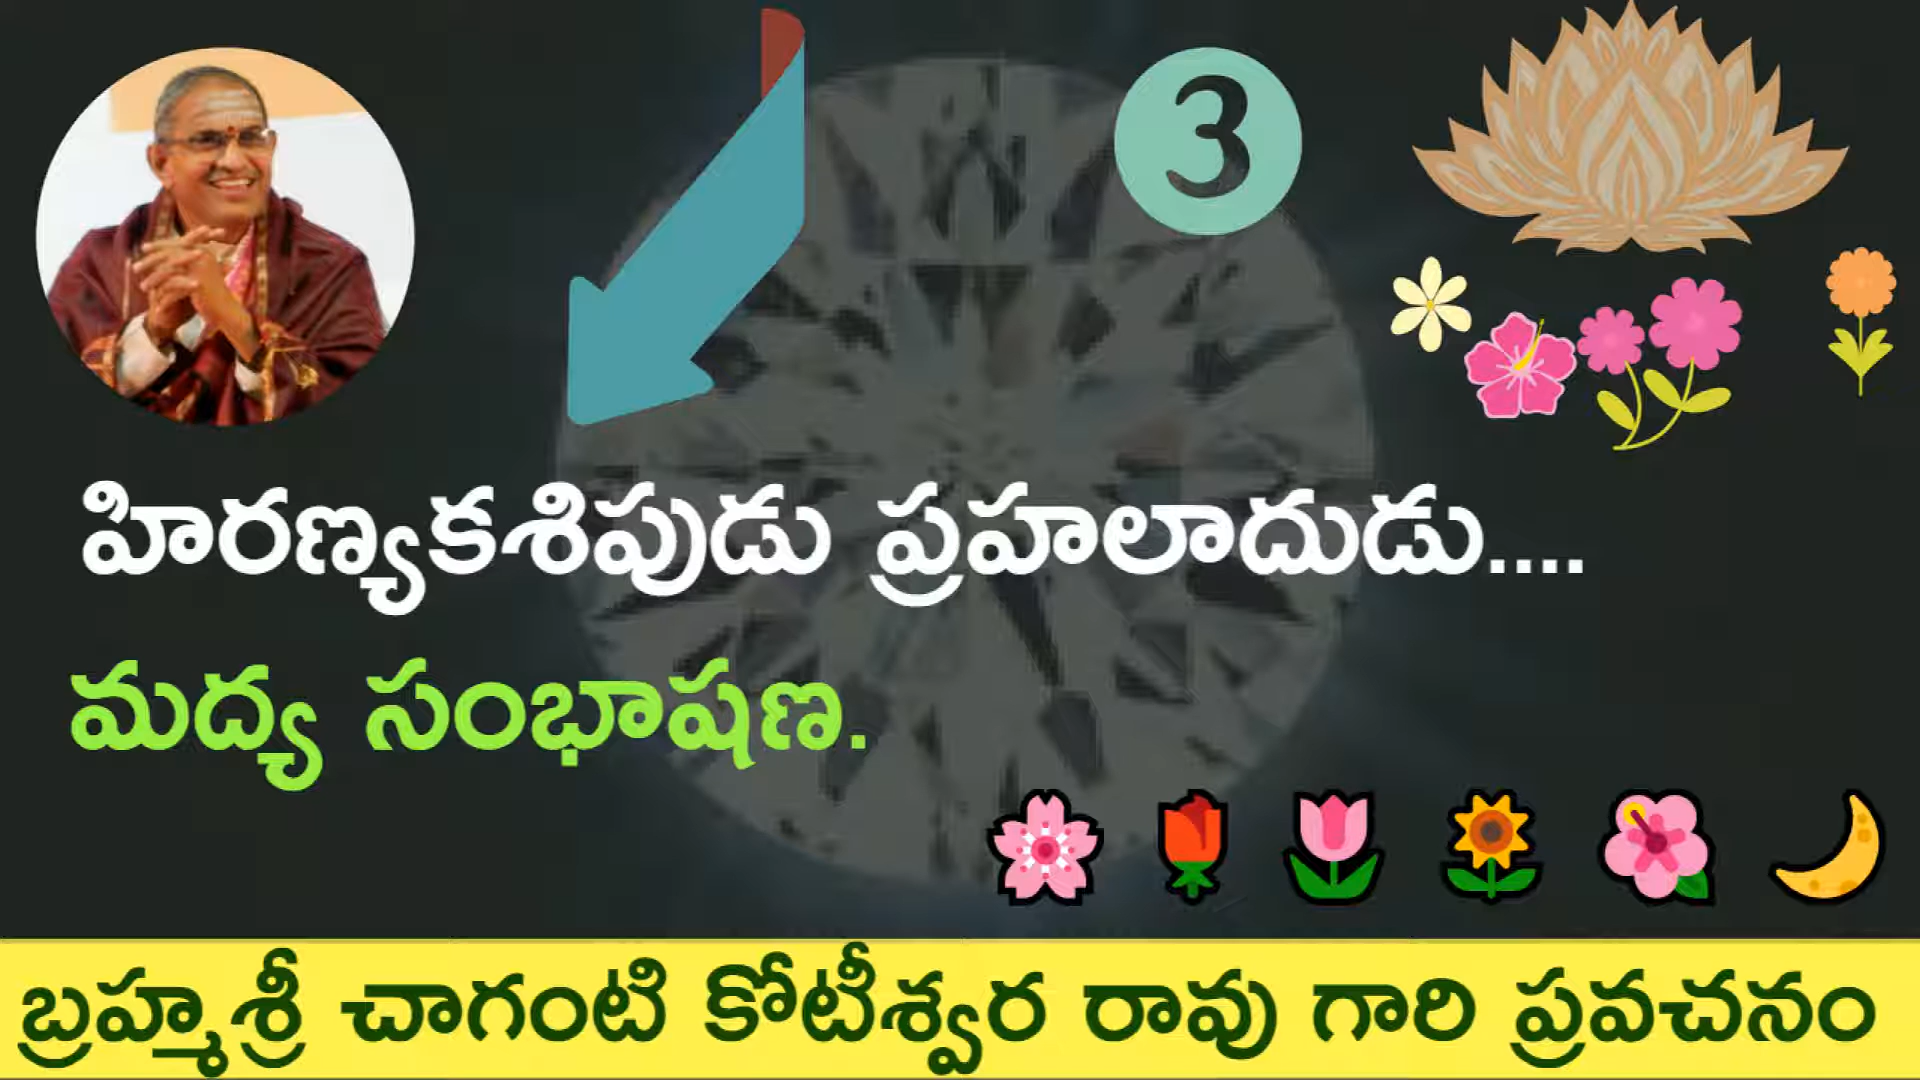 3
హిరణ్యకశిపుడు ప్రహలాదుడు....
మద్య సంభాషణ.
బ్రహ్మశ్రీ చాగంటి కోటీశ్వర రావు గారి ప్రవచనం